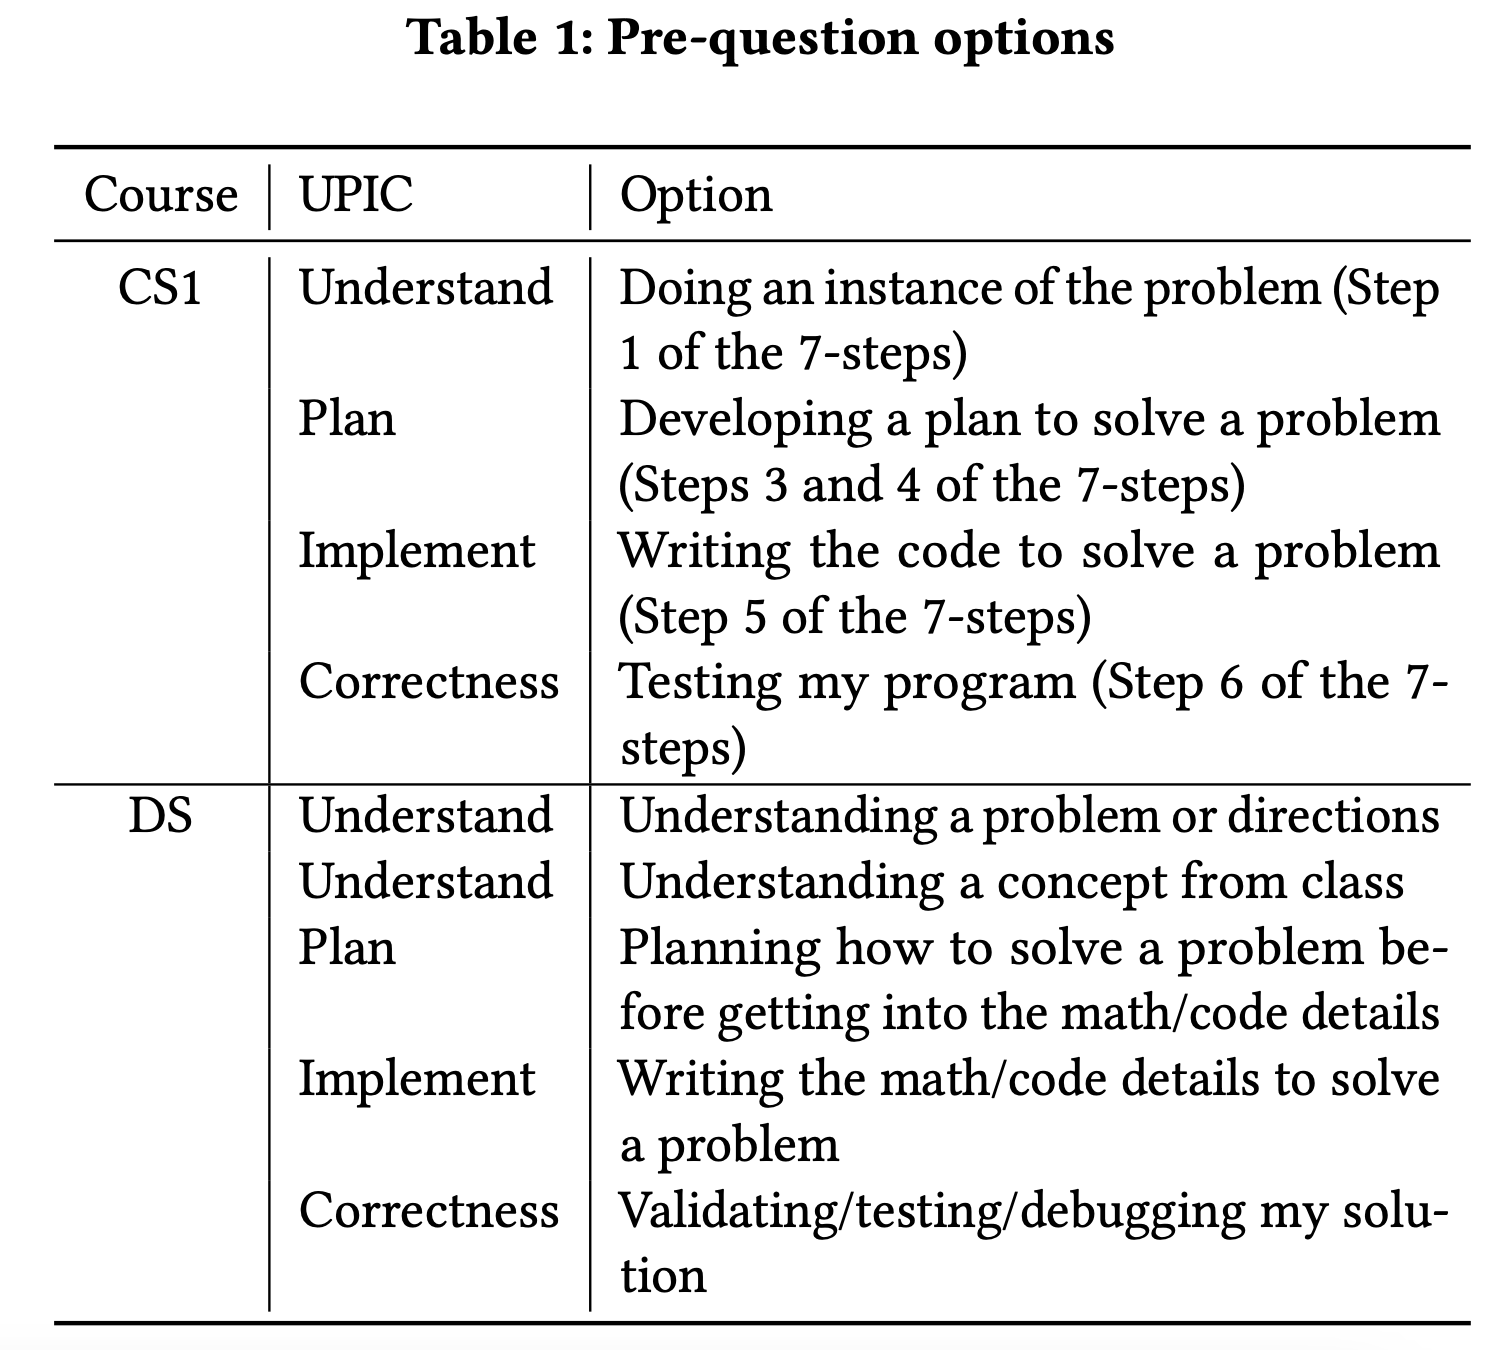 Table 1: Pre-question options
Course UPIC Option
CS1 Understand Doing an instance of the problem (Step
1 of the 7-steps)
Plan Developing a plan to solve a problem
(Steps 3 and 4 of the 7-steps)
Implement Writing the code to solve a problem
(Step 5 of the 7-steps)
Correctness Testing my program (Step 6 of the 7-
steps)
DS Understand Understanding a problem or directions
Understand Understanding a concept from class
Plan Planning how to solve a problem be-
fore getting into the math/code details
Implement Writing the math/code details to solve
a problem
Correctness Validating/testing/debugging my solu-
tion